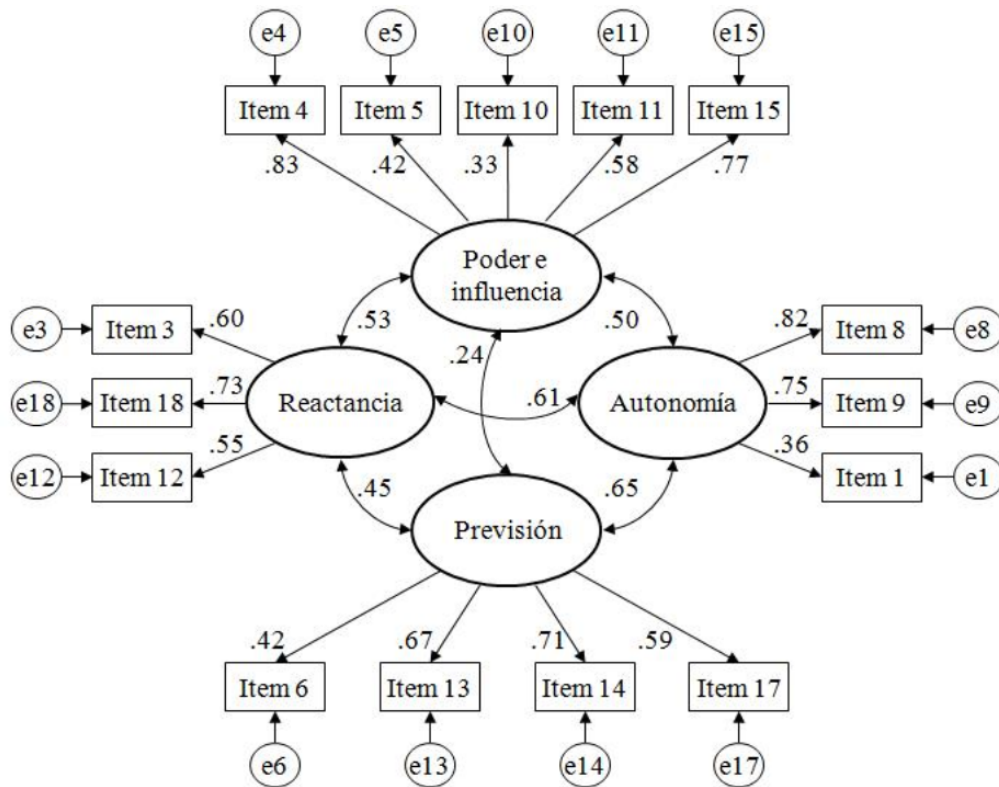 e4 e5 e10 e11 e15
Item 4 Item 5 Item 10 Item 11 Item 15
.83 .42 .33 .58 .77
Poder e
influencia
e3 Item 3 .60 .53 .50 .82 Item 8 e8
.24
e18 Item 18 .73 Reactancia .61 Autonomía .75 Item 9 e9
e12 Item 12 .55 .36 Item 1 e1
.45 .65
Previsión
.42 .67 .71 .59
Item 6 Item 13 Item 14 Item 17
e6 e13 e14 e17